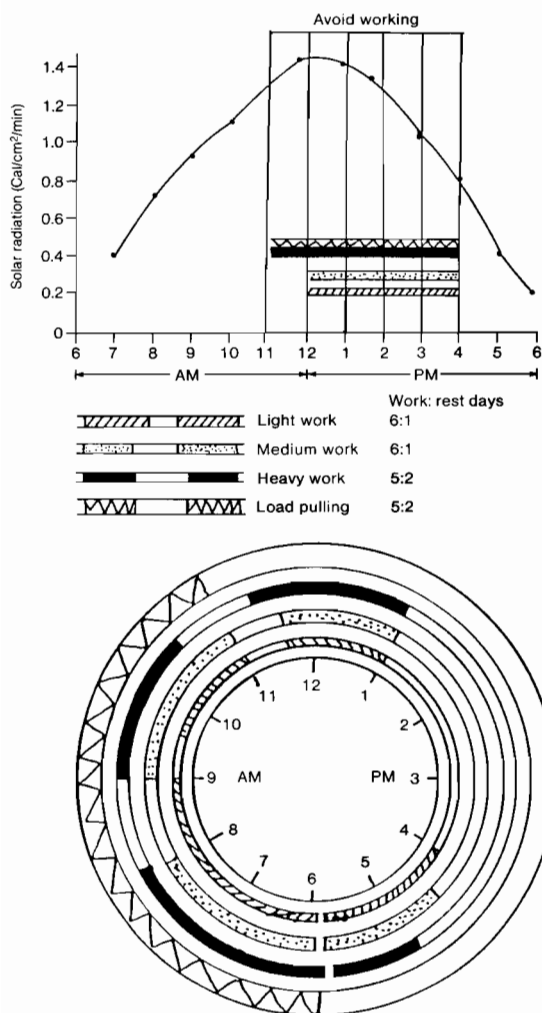 Avoid working
Solar radiation (Cal/cm²/min)
1.4
1.2
1.0
0.8
0.6
0.4
0.2
0
6 7 8 9 10 11 12 1 2 3 4 5 6
AM PM
Work: rest days
Light work 6:1
Medium work 6:1
Heavy work 5:2
Load pulling 5:2
12
11 1
10 2
9 AM PM 3
8 4
7 5
6